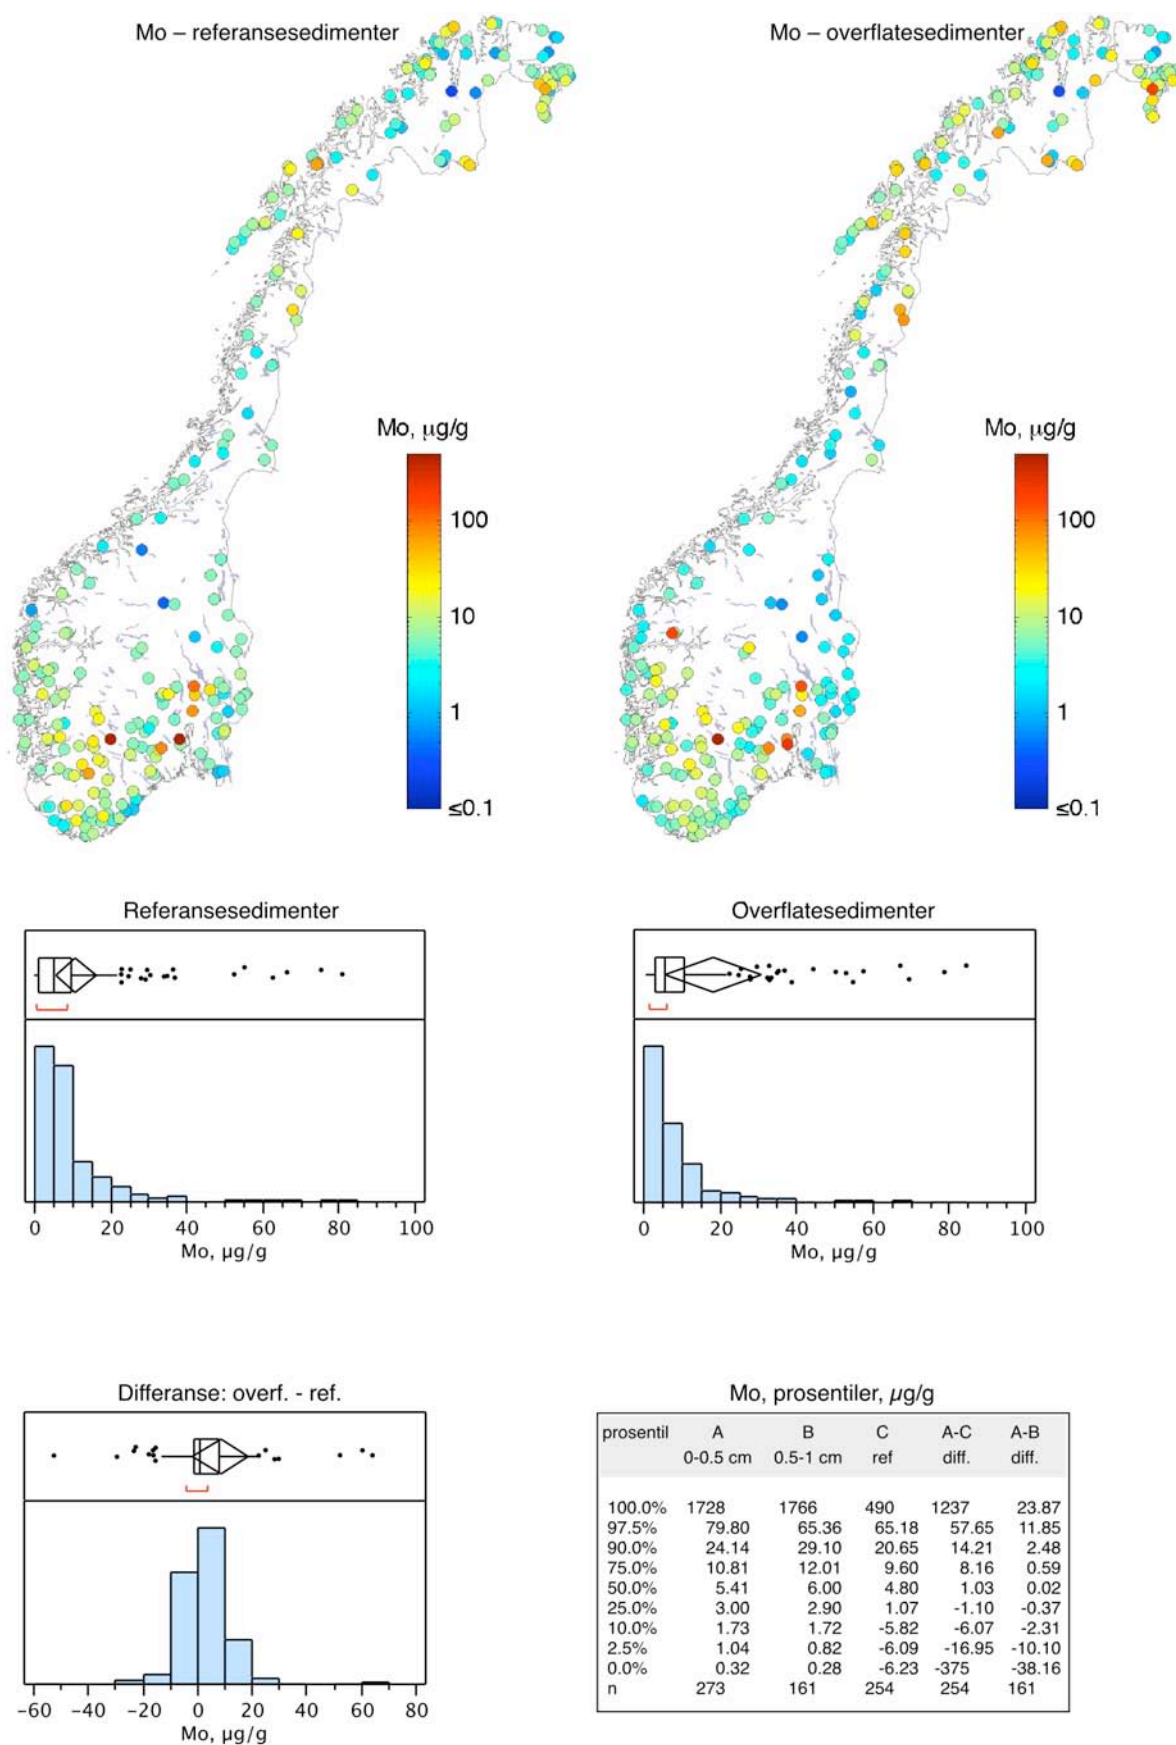 Mo – referansesedimenter
Mo – overflatesedimenter
Mo, µg/g
100
10
1
≤0.1
Mo, µg/g
100
10
1
≤0.1
Referansesedimenter
0 20 40 60 80 100
Mo, µg/g
Overflatesedimenter
0 20 40 60 80 100
Mo, µg/g
Differanse: overf. - ref.
−60 −40 −20 0 20 40 60 80
Mo, µg/g
Mo, prosentiler, µg/g
prosentil A B C A-C A-B
0-0.5 cm 0.5-1 cm ref diff. diff.
100.0% 1728 1766 490 1237 23.87
97.5% 79.80 65.36 65.18 57.65 11.85
90.0% 24.14 29.10 20.65 14.21 2.48
75.0% 10.81 12.01 9.60 8.16 0.59
50.0% 5.41 6.00 4.80 1.03 0.02
25.0% 3.00 2.90 1.07 -1.10 -0.37
10.0% 1.73 1.72 -5.82 -6.07 -2.31
2.5% 1.04 0.82 -6.09 -16.95 -10.10
0.0% 0.32 0.28 -6.23 -375 -38.16
n 273 161 254 254 161